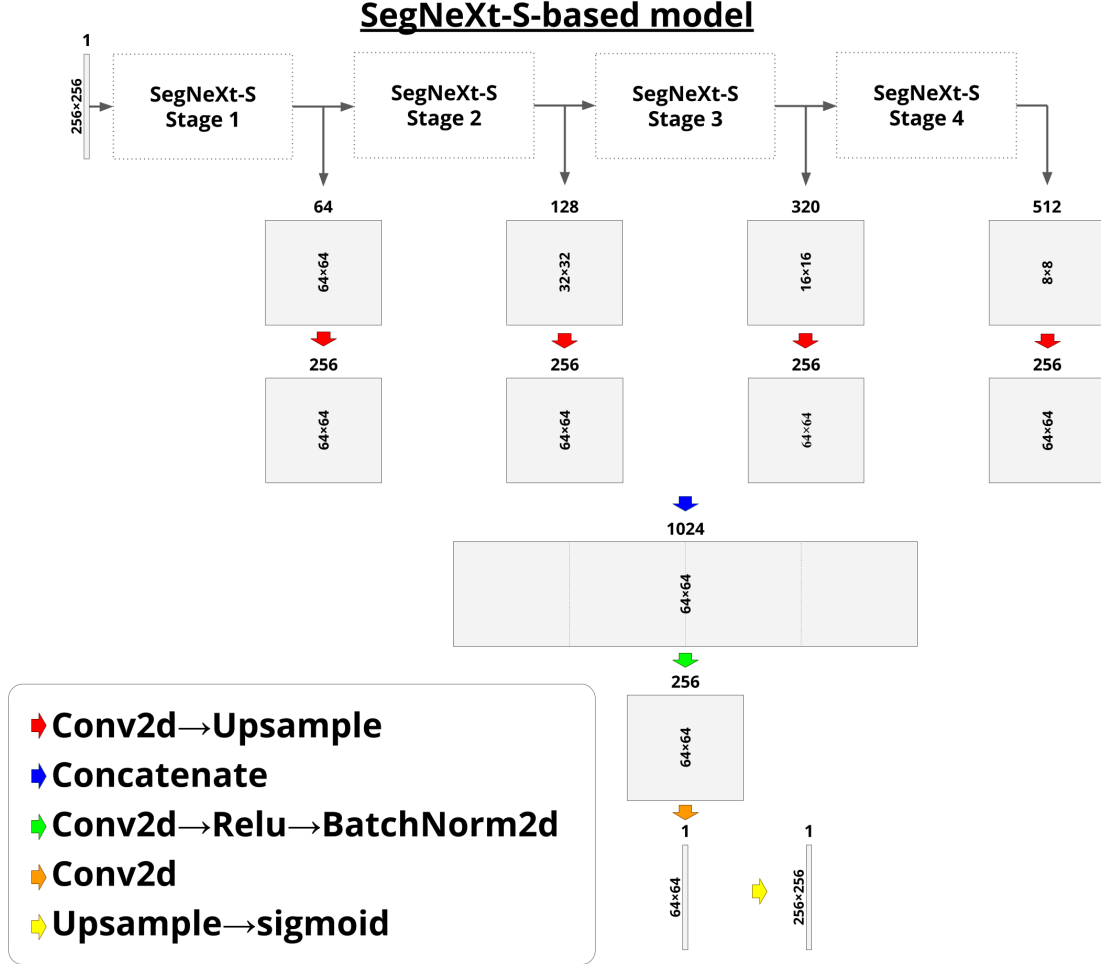 SegNeXt-S-based model
1
256×256
SegNeXt-S
Stage 1
SegNeXt-S
Stage 2
SegNeXt-S
Stage 3
SegNeXt-S
Stage 4
64
128
320
512
64×64
32×32
16×16
8×8
256
256
256
256
64×64
64×64
64×64
64×64
1024
64×64
256
64×64
1
1
64×64
256×256
Conv2d→Upsample
Concatenate
Conv2d→Relu→BatchNorm2d
Conv2d
Upsample→sigmoid